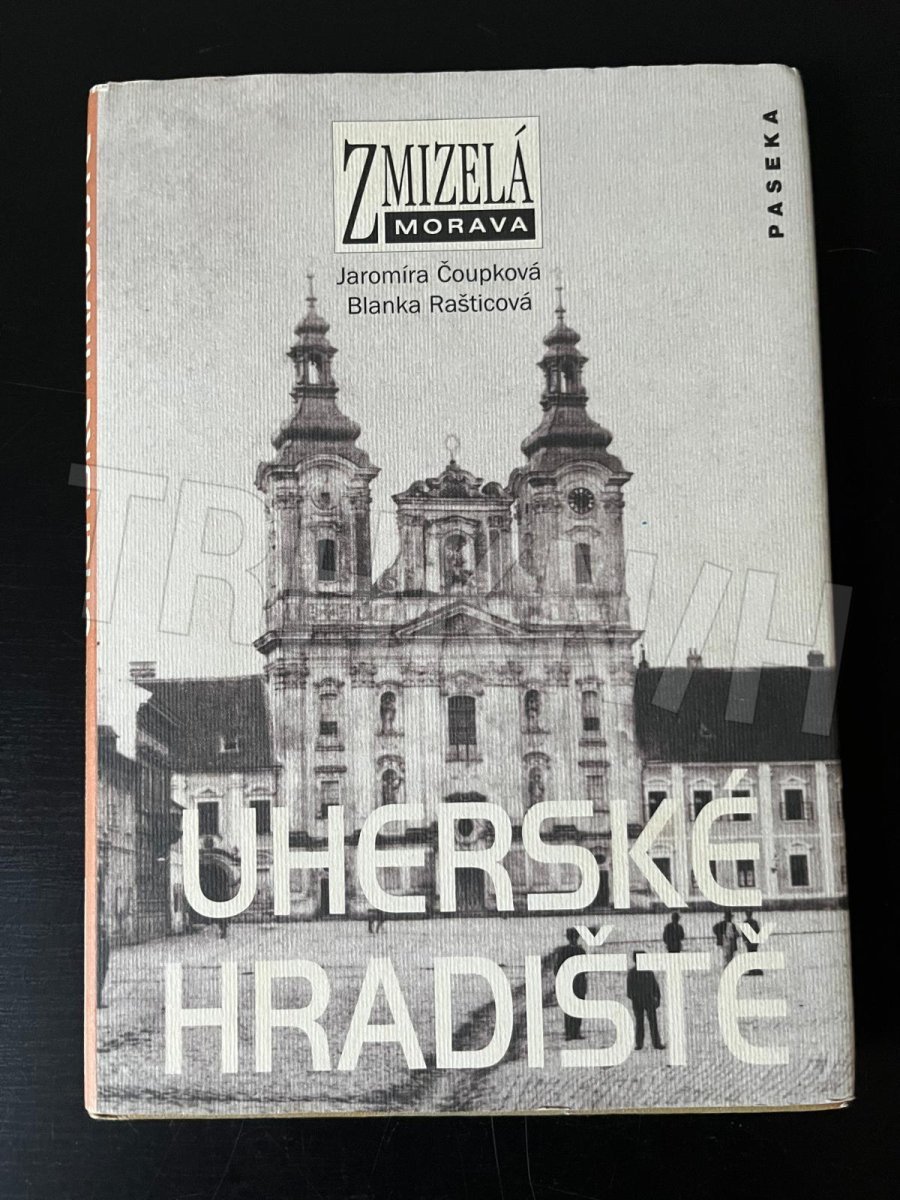 ZMIZELÁ
MORAVA
Jaromíra Čoupková
Blanka Rašticová
PASEKA
UHERSKÉ
HRADIŠTĚ